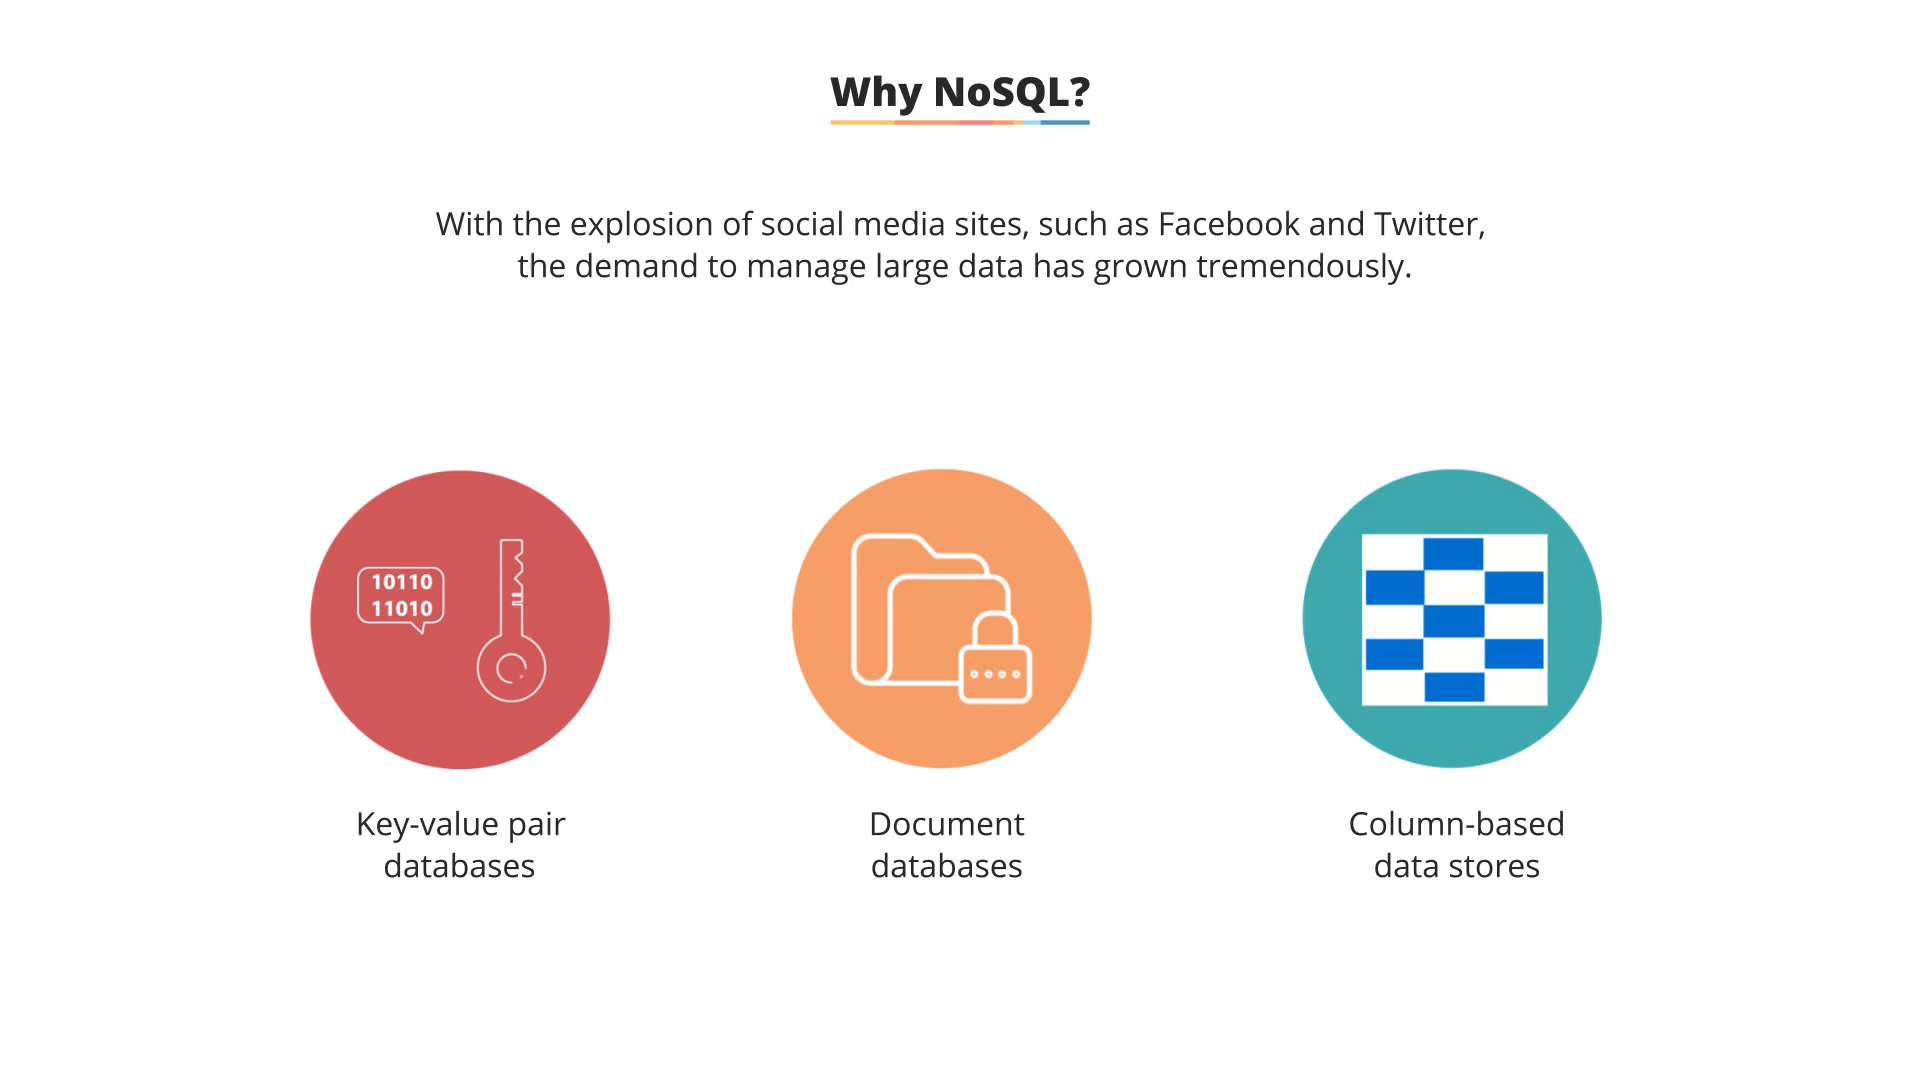 Why NoSQL?
With the explosion of social media sites, such as Facebook and Twitter,
the demand to manage large data has grown tremendously.
10110
11010
Key-value pair
databases
Document
databases
Column-based
data stores